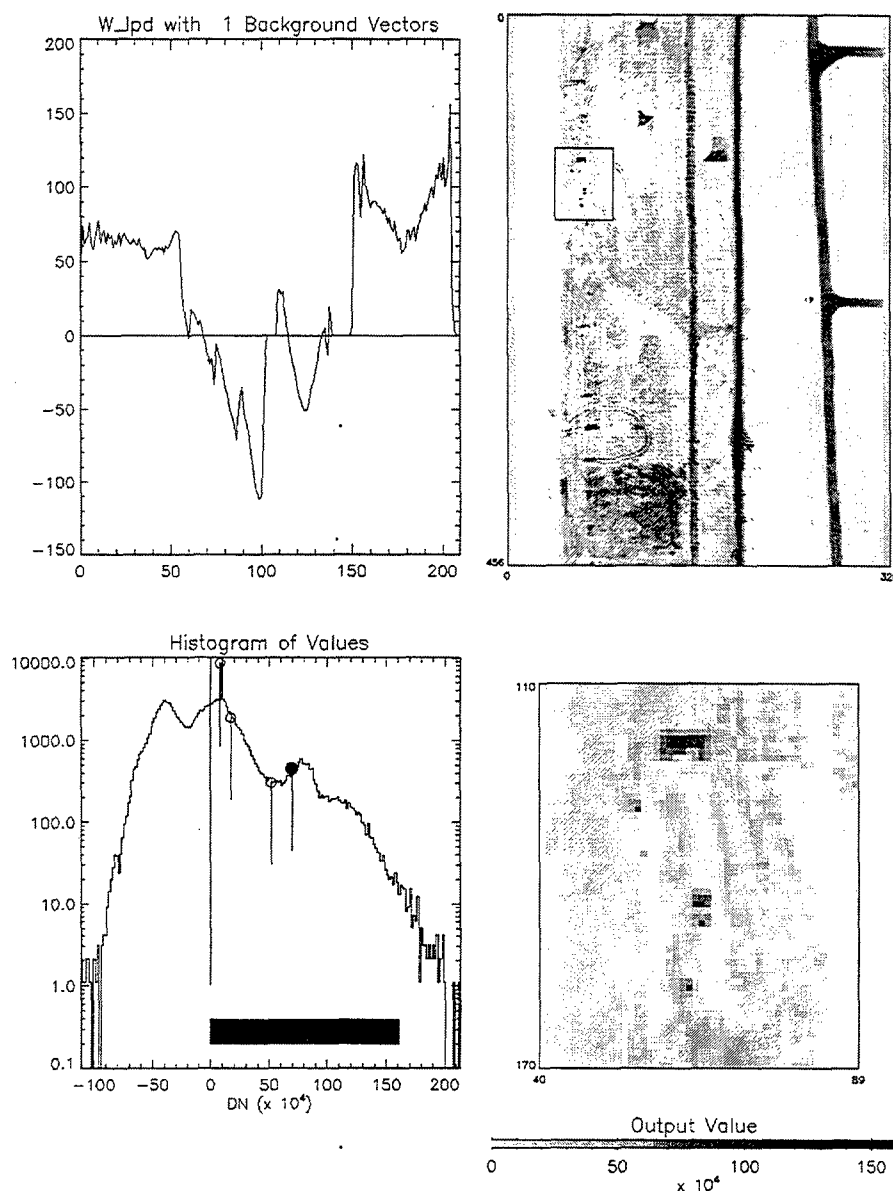 W_lpd with 1 Background Vectors
200
150
100
50
0
-50
-100
-150
0 50 100 150 200
0
456
0 32
Histogram of Values
10000.0
1000.0
100.0
10.0
1.0
0.1
-100 -50 0 50 100 150 200
DN (x 10⁴)
110
170
40 89
Output Value
0 50 100 150
x 10⁴